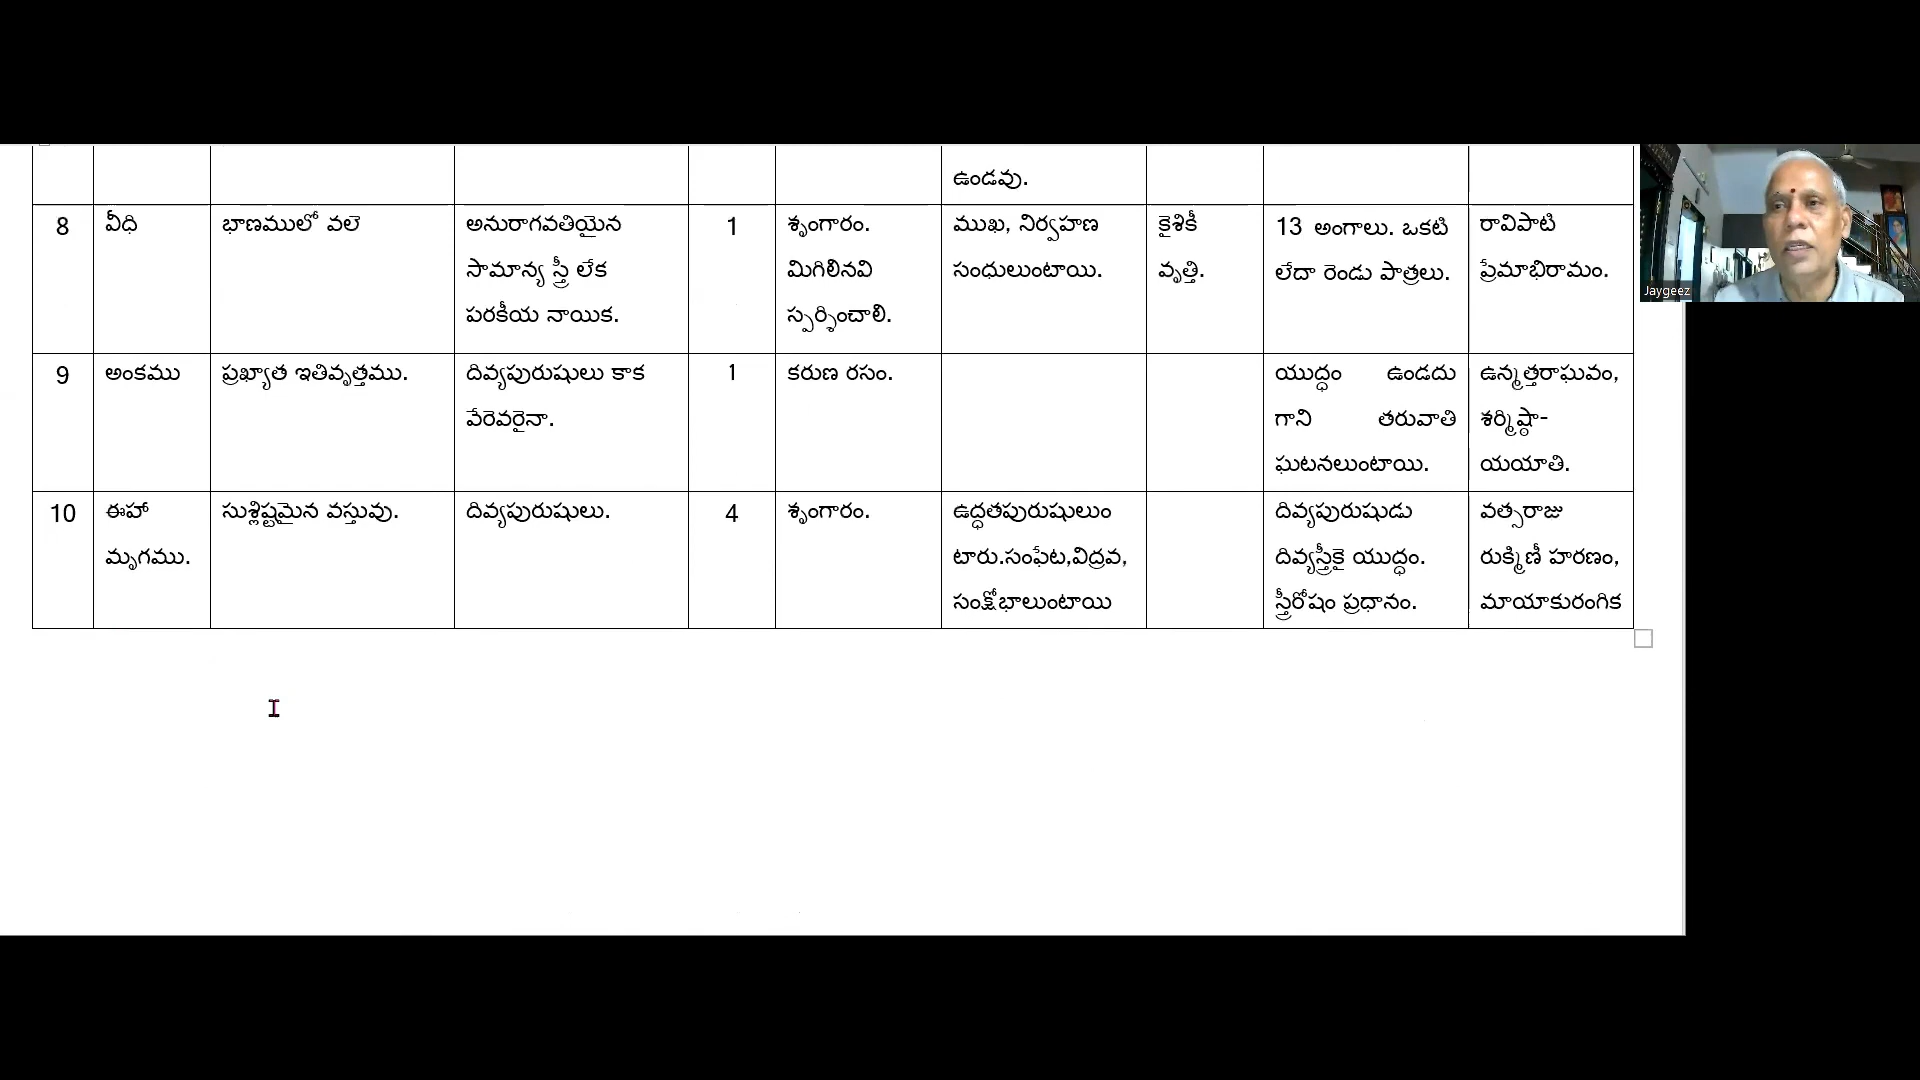 ఉండవు.
8 వీధి భాణములో వలె అనురాగవతియైన 1 శృంగారం. ముఖ, నిర్వహణ కైశికీ 13 అంగాలు. ఒకటి రావిపాటి
సామాన్య స్త్రీ లేక మిగిలినవి సంధులుంటాయి. వృత్తి. లేదా రెండు పాత్రలు. ప్రేమాభిరామం.
పరకీయ నాయిక. స్పర్శించాలి.
9 అంకము ప్రఖ్యాత ఇతివృత్తము. దివ్యపురుషులు కాక 1 కరుణ రసం. యుద్ధం ఉండదు ఉన్మత్తరాఘవం,
వేరెవరైనా. గాని తరువాతి శర్మిష్ఠా-
ఘటనలుంటాయి. యయాతి.
10 ఈహా సుశ్లిష్టమైన వస్తువు. దివ్యపురుషులు. 4 శృంగారం. ఉద్ధతపురుషులుం దివ్యపురుషుడు వత్సరాజు
మృగము. టారు.సంఫేట,విద్రవ, దివ్యస్త్రీకై యుద్ధం. రుక్మిణీ హరణం,
సంక్షోభాలుంటాయి స్త్రీరోషం ప్రధానం. మాయాకురంగిక
Jaygeez